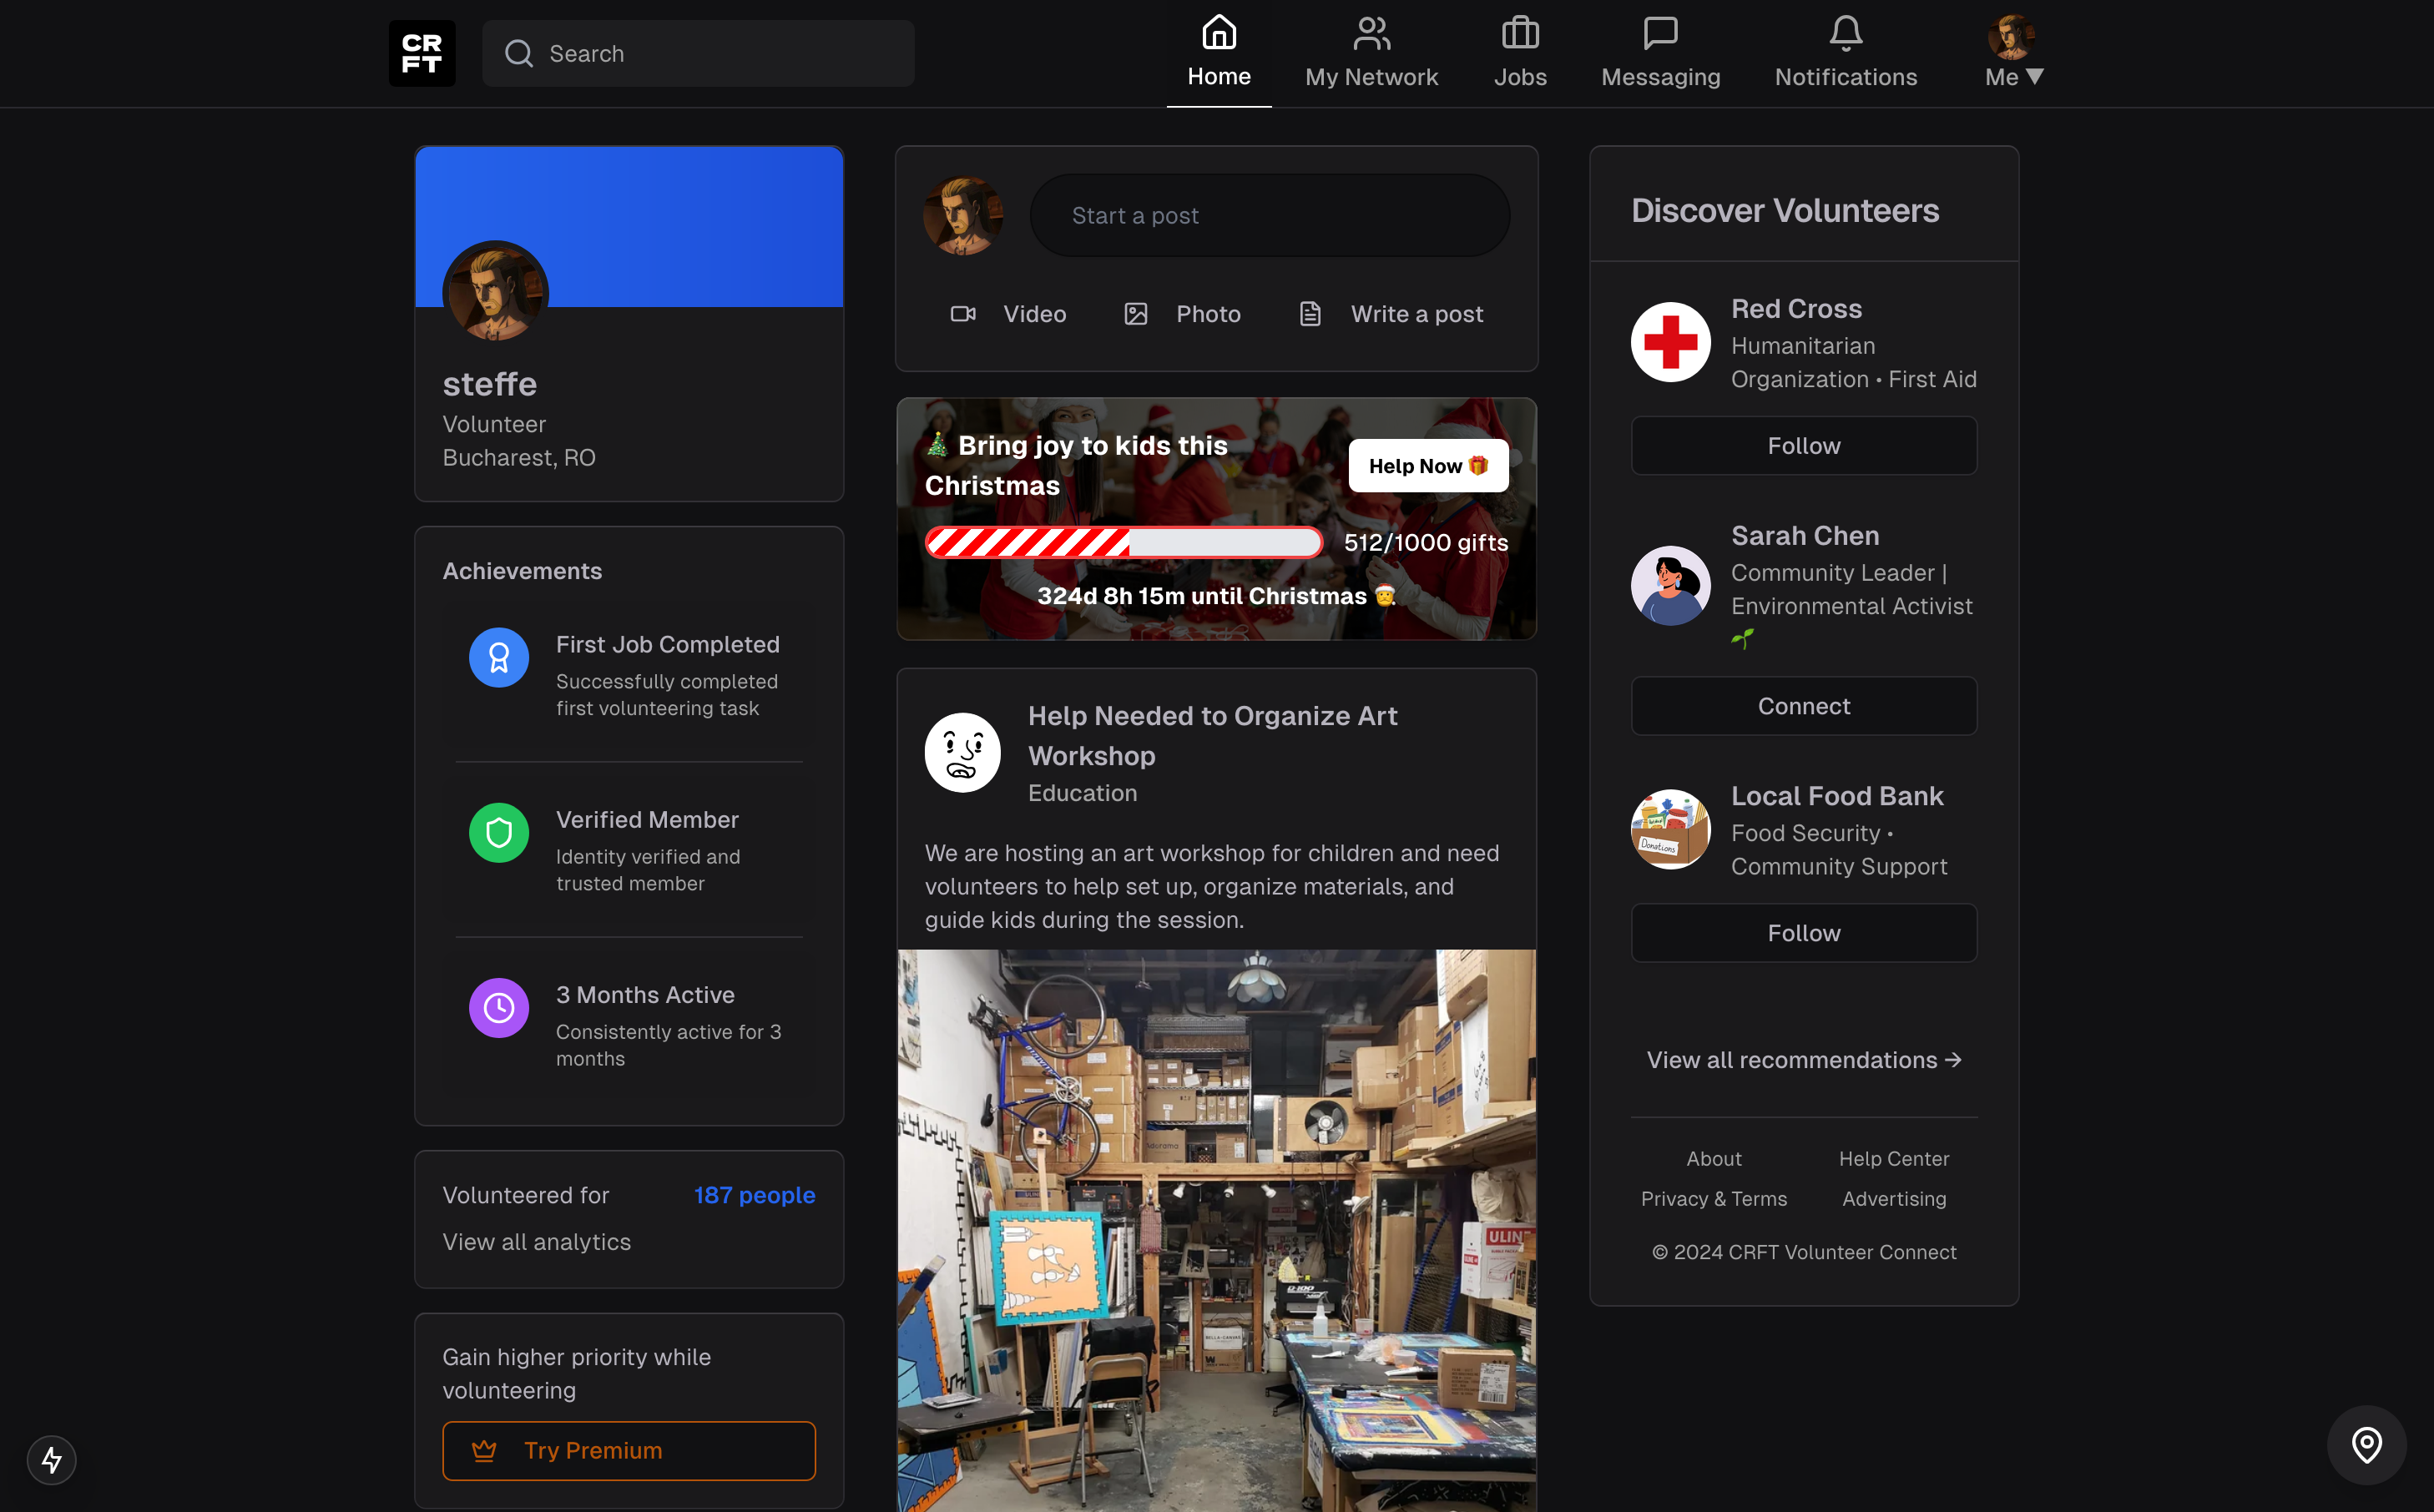 CR
FT
Search
Home
My Network
Jobs
Messaging
Notifications
Me ▼
steffe
Volunteer
Bucharest, RO
Achievements
First Job Completed
Successfully completed
first volunteering task
Verified Member
Identity verified and
trusted member
3 Months Active
Consistently active for 3
months
Volunteered for
187 people
View all analytics
Gain higher priority while
volunteering
Try Premium
Start a post
Video
Photo
Write a post
🎄 Bring joy to kids this
Christmas
Help Now 🎁
512/1000 gifts
324d 8h 15m until Christmas 🎅
Help Needed to Organize Art
Workshop
Education
We are hosting an art workshop for children and need
volunteers to help set up, organize materials, and
guide kids during the session.
ULIN
D-100
BELLA+CANVAS
Discover Volunteers
Red Cross
Humanitarian
Organization • First Aid
Follow
Sarah Chen
Community Leader |
Environmental Activist
🌱
Connect
Donations
Local Food Bank
Food Security •
Community Support
Follow
View all recommendations →
About
Help Center
Privacy & Terms
Advertising
© 2024 CRFT Volunteer Connect